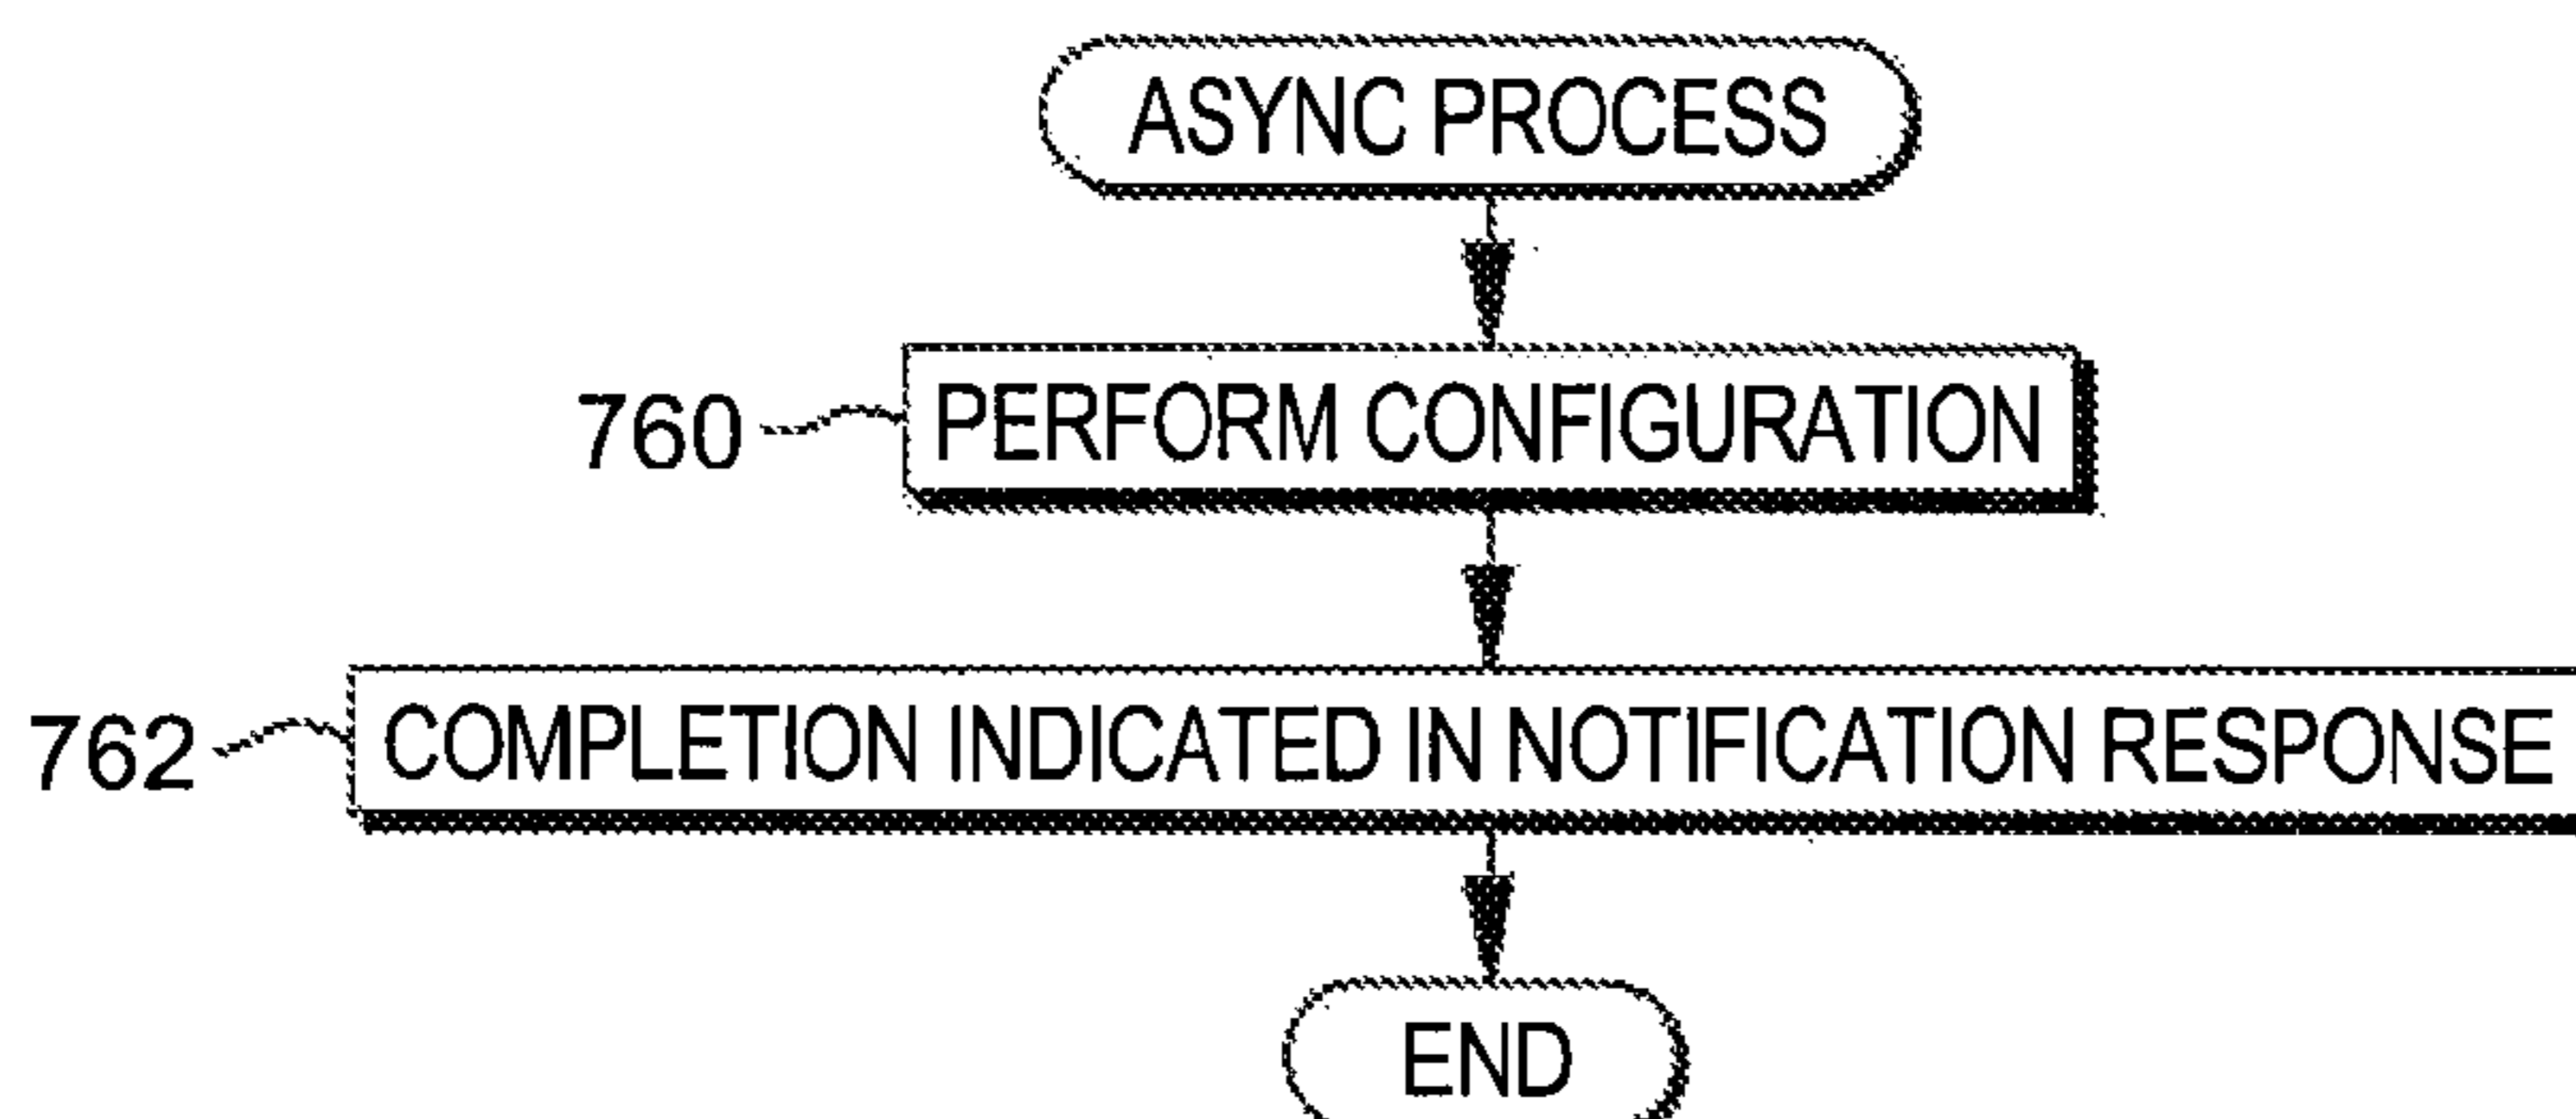 ASYNC PROCESS
760 PERFORM CONFIGURATION
762 COMPLETION INDICATED IN NOTIFICATION RESPONSE
END